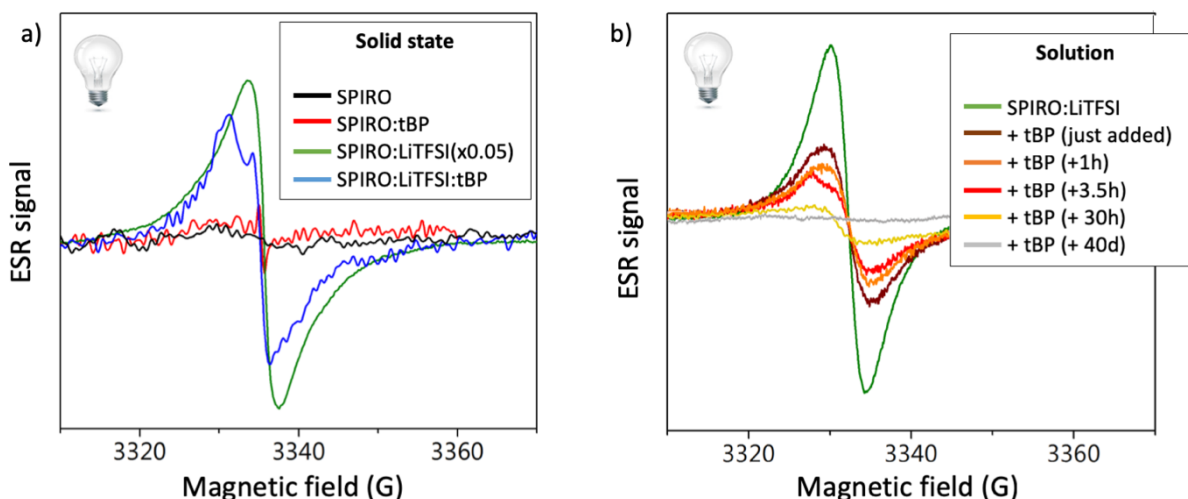 a)
Solid state
SPIRO
SPIRO:tBP
SPIRO:LiTFSI(x0.05)
SPIRO:LiTFSI:tBP
ESR signal
3320
3340
3360
Magnetic field (G)
b)
Solution
SPIRO:LiTFSI
+ tBP (just added)
+ tBP (+1h)
+ tBP (+3.5h)
+ tBP (+ 30h)
+ tBP (+ 40d)
ESR signal
3320
3340
3360
Magnetic field (G)